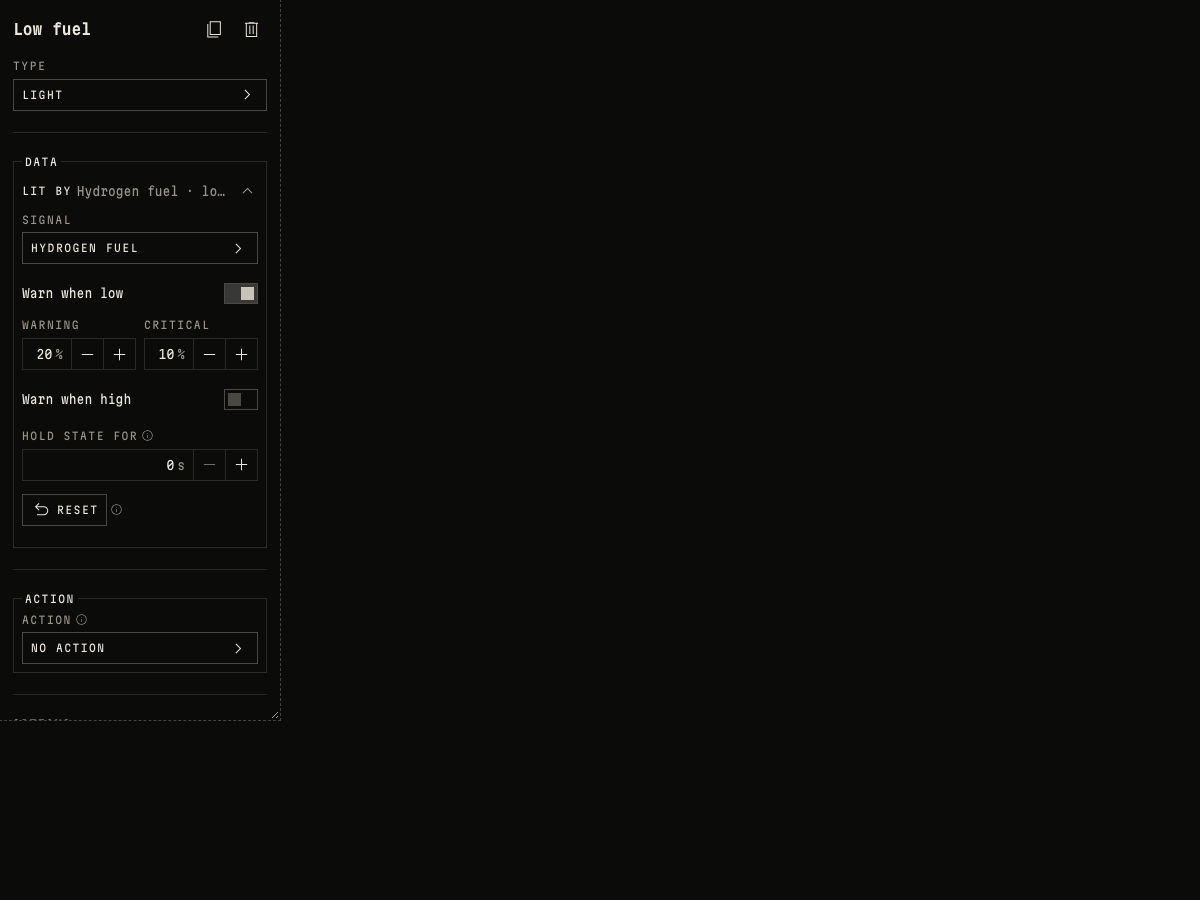 Low fuel
TYPE
LIGHT
DATA
LIT BY Hydrogen fuel · lo…
SIGNAL
HYDROGEN FUEL
Warn when low
WARNING CRITICAL
20 % 10 %
Warn when high
HOLD STATE FOR
0 s
RESET
ACTION
ACTION
NO ACTION